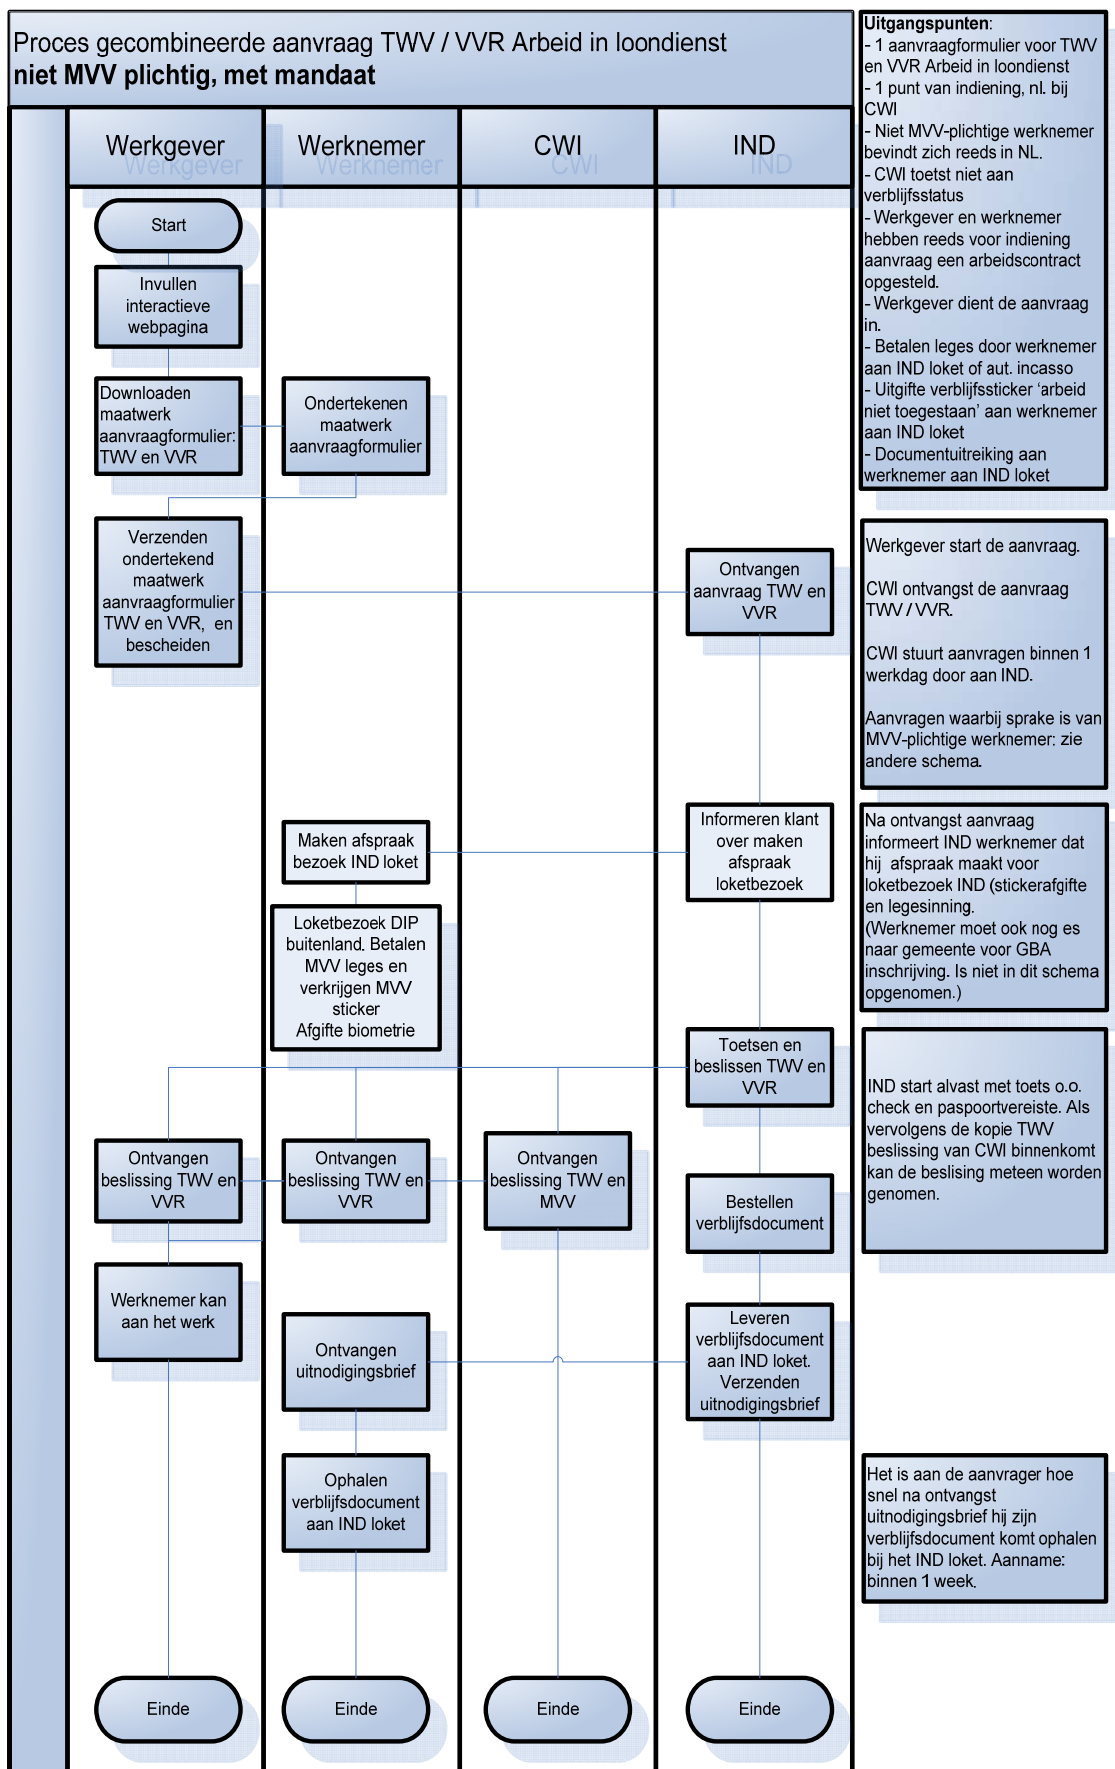 Proces gecombineerde aanvraag TWV / VVR Arbeid in loondienst
niet MVV plichtig, met mandaat
Werkgever
Werknemer
CWI
IND
Start
Invullen
interactieve
webpagina
Downloaden
maatwerk
aanvraagformulier:
TWV en VVR
Ondertekenen
maatwerk
aanvraagformulier
Verzenden
ondertekend
maatwerk
aanvraagformulier
TWV en VVR, en
bescheiden
Ontvangen
aanvraag TWV en
VVR
Maken afspraak
bezoek IND loket
Informeren klant
over maken
afspraak
loketbezoek
Loketbezoek DIP
buitenland. Betalen
MVV leges en
verkrijgen MVV
sticker
Afgifte biometrie
Toetsen en
beslissen TWV en
VVR
Ontvangen
beslissing TWV en
VVR
Ontvangen
beslissing TWV en
VVR
Ontvangen
beslissing TWV en
MVV
Bestellen
verblijfsdocument
Werknemer kan
aan het werk
Ontvangen
uitnodigingsbrief
Leveren
verblijfsdocument
aan IND loket.
Verzenden
uitnodigingsbrief
Ophalen
verblijfsdocument
aan IND loket
Einde
Einde
Einde
Einde
Uitgangspunten:
- 1 aanvraagformulier voor TWV
en VVR Arbeid in loondienst
- 1 punt van indiening, nl. bij
CWI
- Niet MVV-plichtige werknemer
bevindt zich reeds in NL.
- CWI toetst niet aan
verblijfsstatus
- Werkgever en werknemer
hebben reeds voor indiening
aanvraag een arbeidscontract
opgesteld.
- Werkgever dient de aanvraag
in.
- Betalen leges door werknemer
aan IND loket of aut. incasso
- Uitgifte verblijfssticker ‘arbeid
niet toegestaan’ aan werknemer
aan IND loket
- Documentuitreiking aan
werknemer aan IND loket
Werkgever start de aanvraag.
CWI ontvangst de aanvraag
TWV / VVR.
CWI stuurt aanvragen binnen 1
werkdag door aan IND.
Aanvragen waarbij sprake is van
MVV-plichtige werknemer: zie
andere schema.
Na ontvangst aanvraag
informeert IND werknemer dat
hij afspraak maakt voor
loketbezoek IND (stickerafgifte
en legesinning.
(Werknemer moet ook nog es
naar gemeente voor GBA
inschrijving. Is niet in dit schema
opgenomen.)
IND start alvast met toets o.o.
check en paspoortvereiste. Als
vervolgens de kopie TWV
beslissing van CWI binnenkomt
kan de beslising meteen worden
genomen.
Het is aan de aanvrager hoe
snel na ontvangst
uitnodigingsbrief hij zijn
verblijfsdocument komt ophalen
bij het IND loket. Aanname:
binnen 1 week.